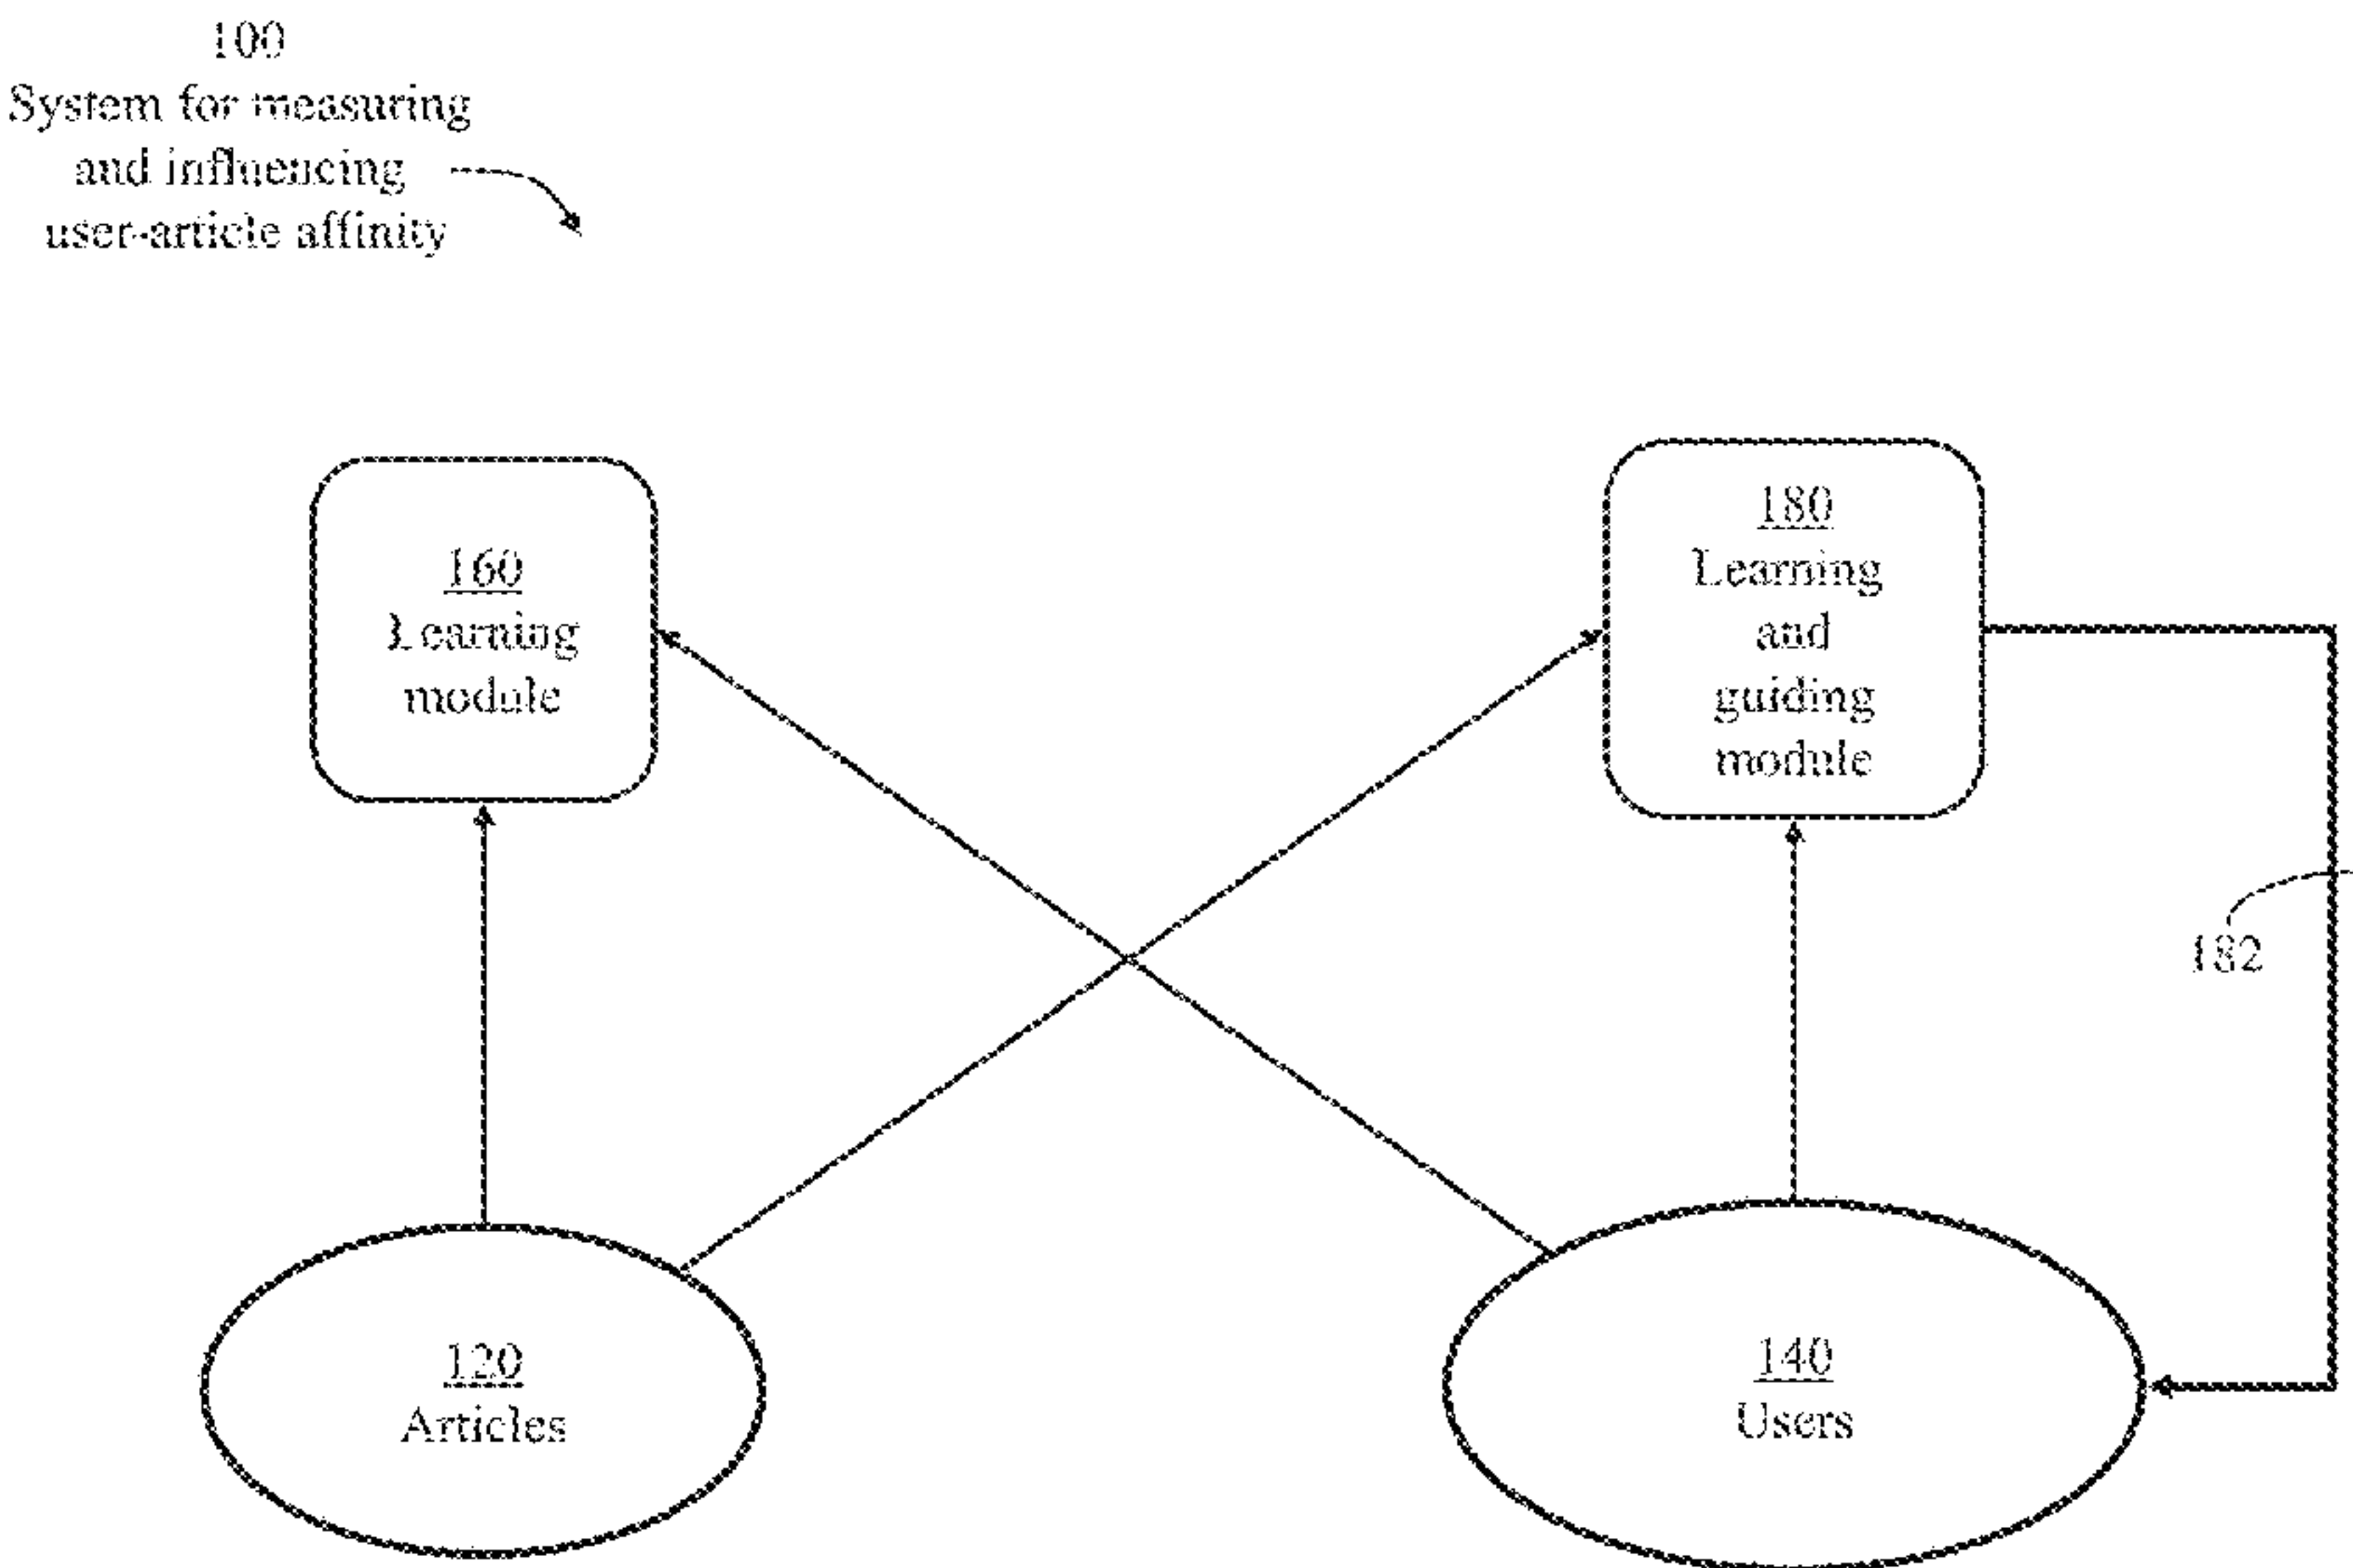 100
System for measuring
and influencing
user-article affinity
160
Learning
module
180
Learning
and
guiding
module
182
120
Articles
140
Users